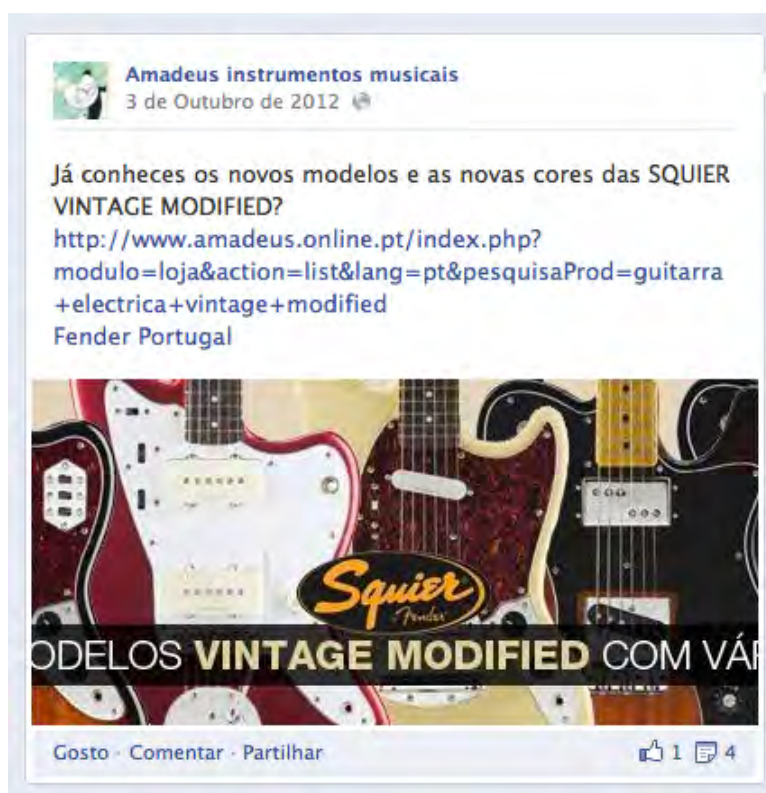 Amadeus instrumentos musicais
3 de Outubro de 2012
Já conheces os novos modelos e as novas cores das SQUIER
VINTAGE MODIFIED?
http://www.amadeus.online.pt/index.php?
modulo=loja&action=list&lang=pt&pesquisaProd=guitarra
+electrica+vintage+modified
Fender Portugal
Squier
Fender
ODELOS VINTAGE MODIFIED COM VÁR
Gosto · Comentar · Partilhar 1 4